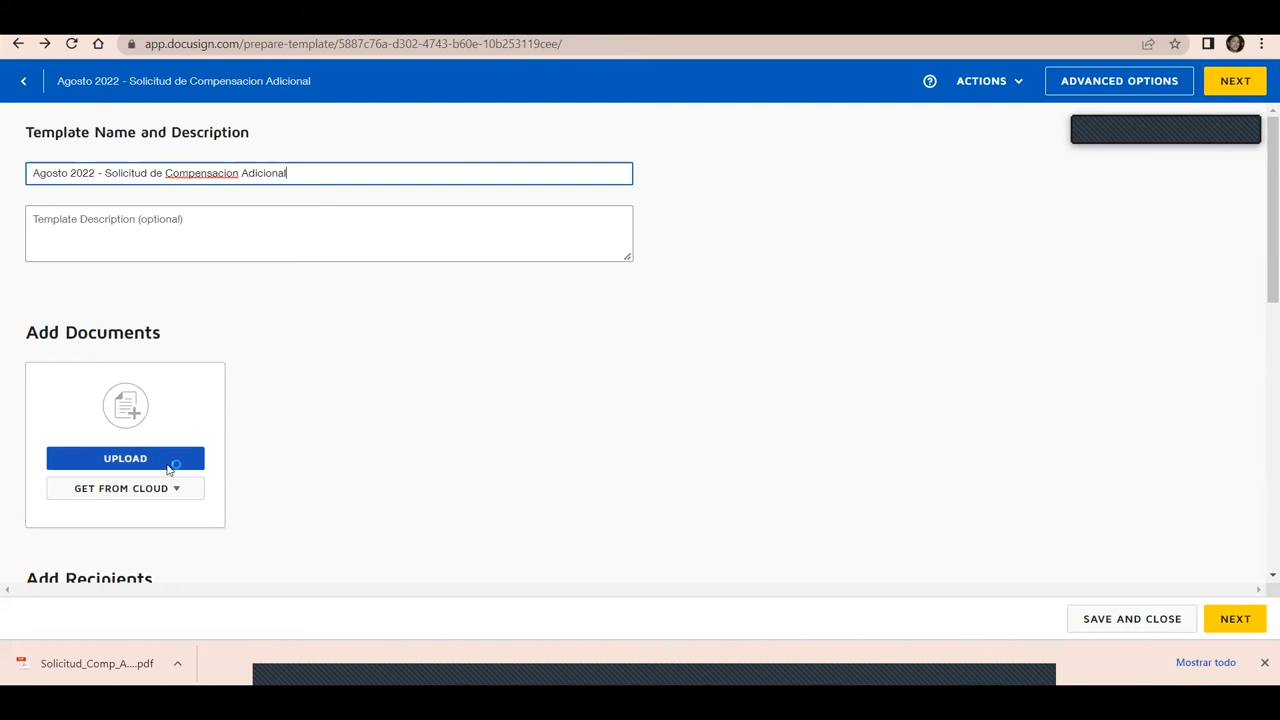 app.docusign.com/prepare-template/5887c76a-d302-4743-b60e-10b253119cee/
Agosto 2022 - Solicitud de Compensacion Adicional
ACTIONS
ADVANCED OPTIONS
NEXT
Template Name and Description
Agosto 2022 - Solicitud de Compensacion Adicional
Template Description (optional)
Add Documents
UPLOAD
GET FROM CLOUD
Add Recipients
SAVE AND CLOSE
NEXT
Solicitud_Comp_A....pdf
Mostrar todo